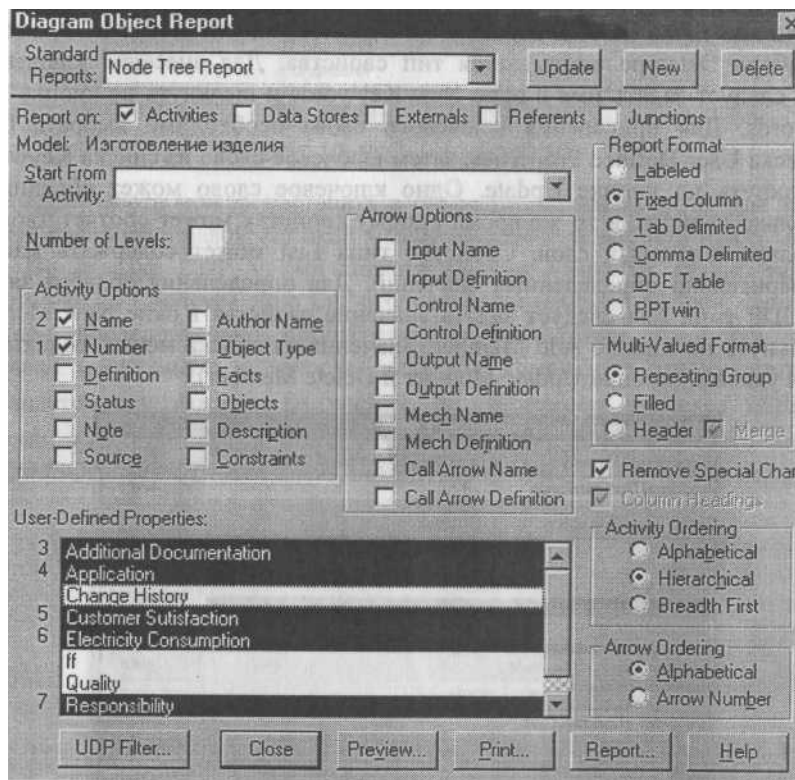 Diagram Object Report
Standard Reports: Node Tree Report Update New Delete
Report on: Activities Data Stores Externals Referents Junctions
Model: Изготовление изделия
Start From Activity:
Number of Levels:
Activity Options
2 Name Author Name
1 Number Object Type
Definition Facts
Status Objects
Note Description
Source Constraints
Arrow Options
Input Name
Input Definition
Control Name
Control Definition
Output Name
Output Definition
Mech Name
Mech Definition
Call Arrow Name
Call Arrow Definition
Report Format
Labeled
Fixed Column
Tab Delimited
Comma Delimited
DDE Table
RPTwin
Multi-Valued Format
Repeating Group
Filled
Header Merge
Remove Special Char
Column Headings
User-Defined Properties:
3 Additional Documentation
4 Application
Change History
5 Customer Sutisfaction
6 Electricity Consumption
ff
Quality
7 Responsibility
Activity Ordering
Alphabetical
Hierarchical
Breadth First
Arrow Ordering
Alphabetical
Arrow Number
UDP Filter... Close Preview... Print... Report... Help